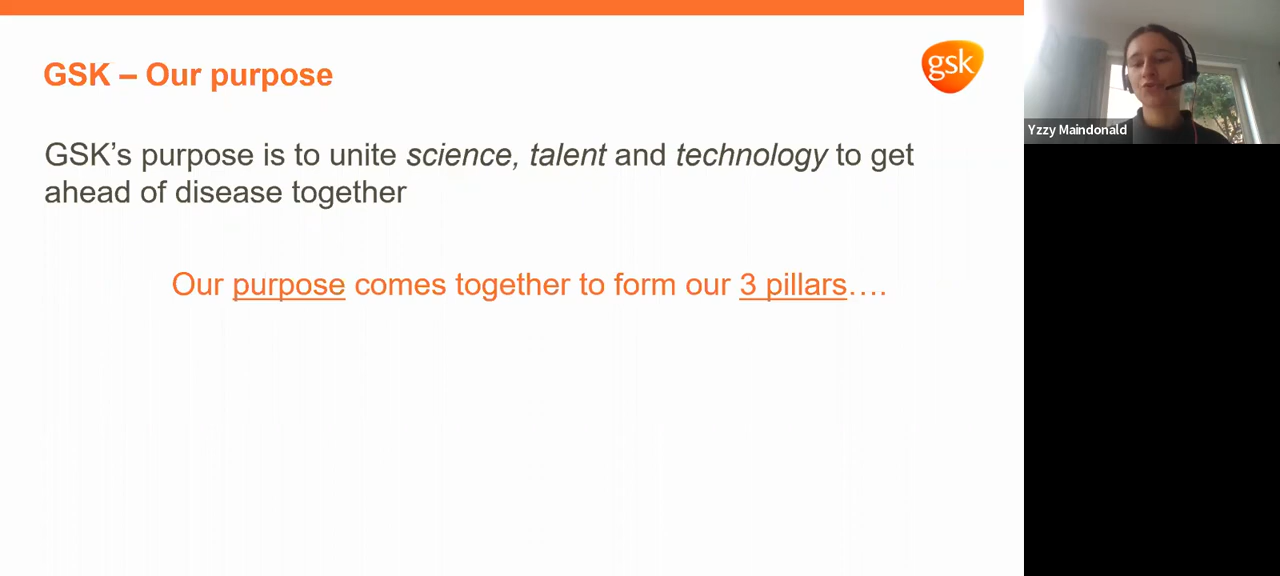 GSK – Our purpose
gsk
GSK’s purpose is to unite science, talent and technology to get
ahead of disease together
Our purpose comes together to form our 3 pillars….
Yzzy Maindonald